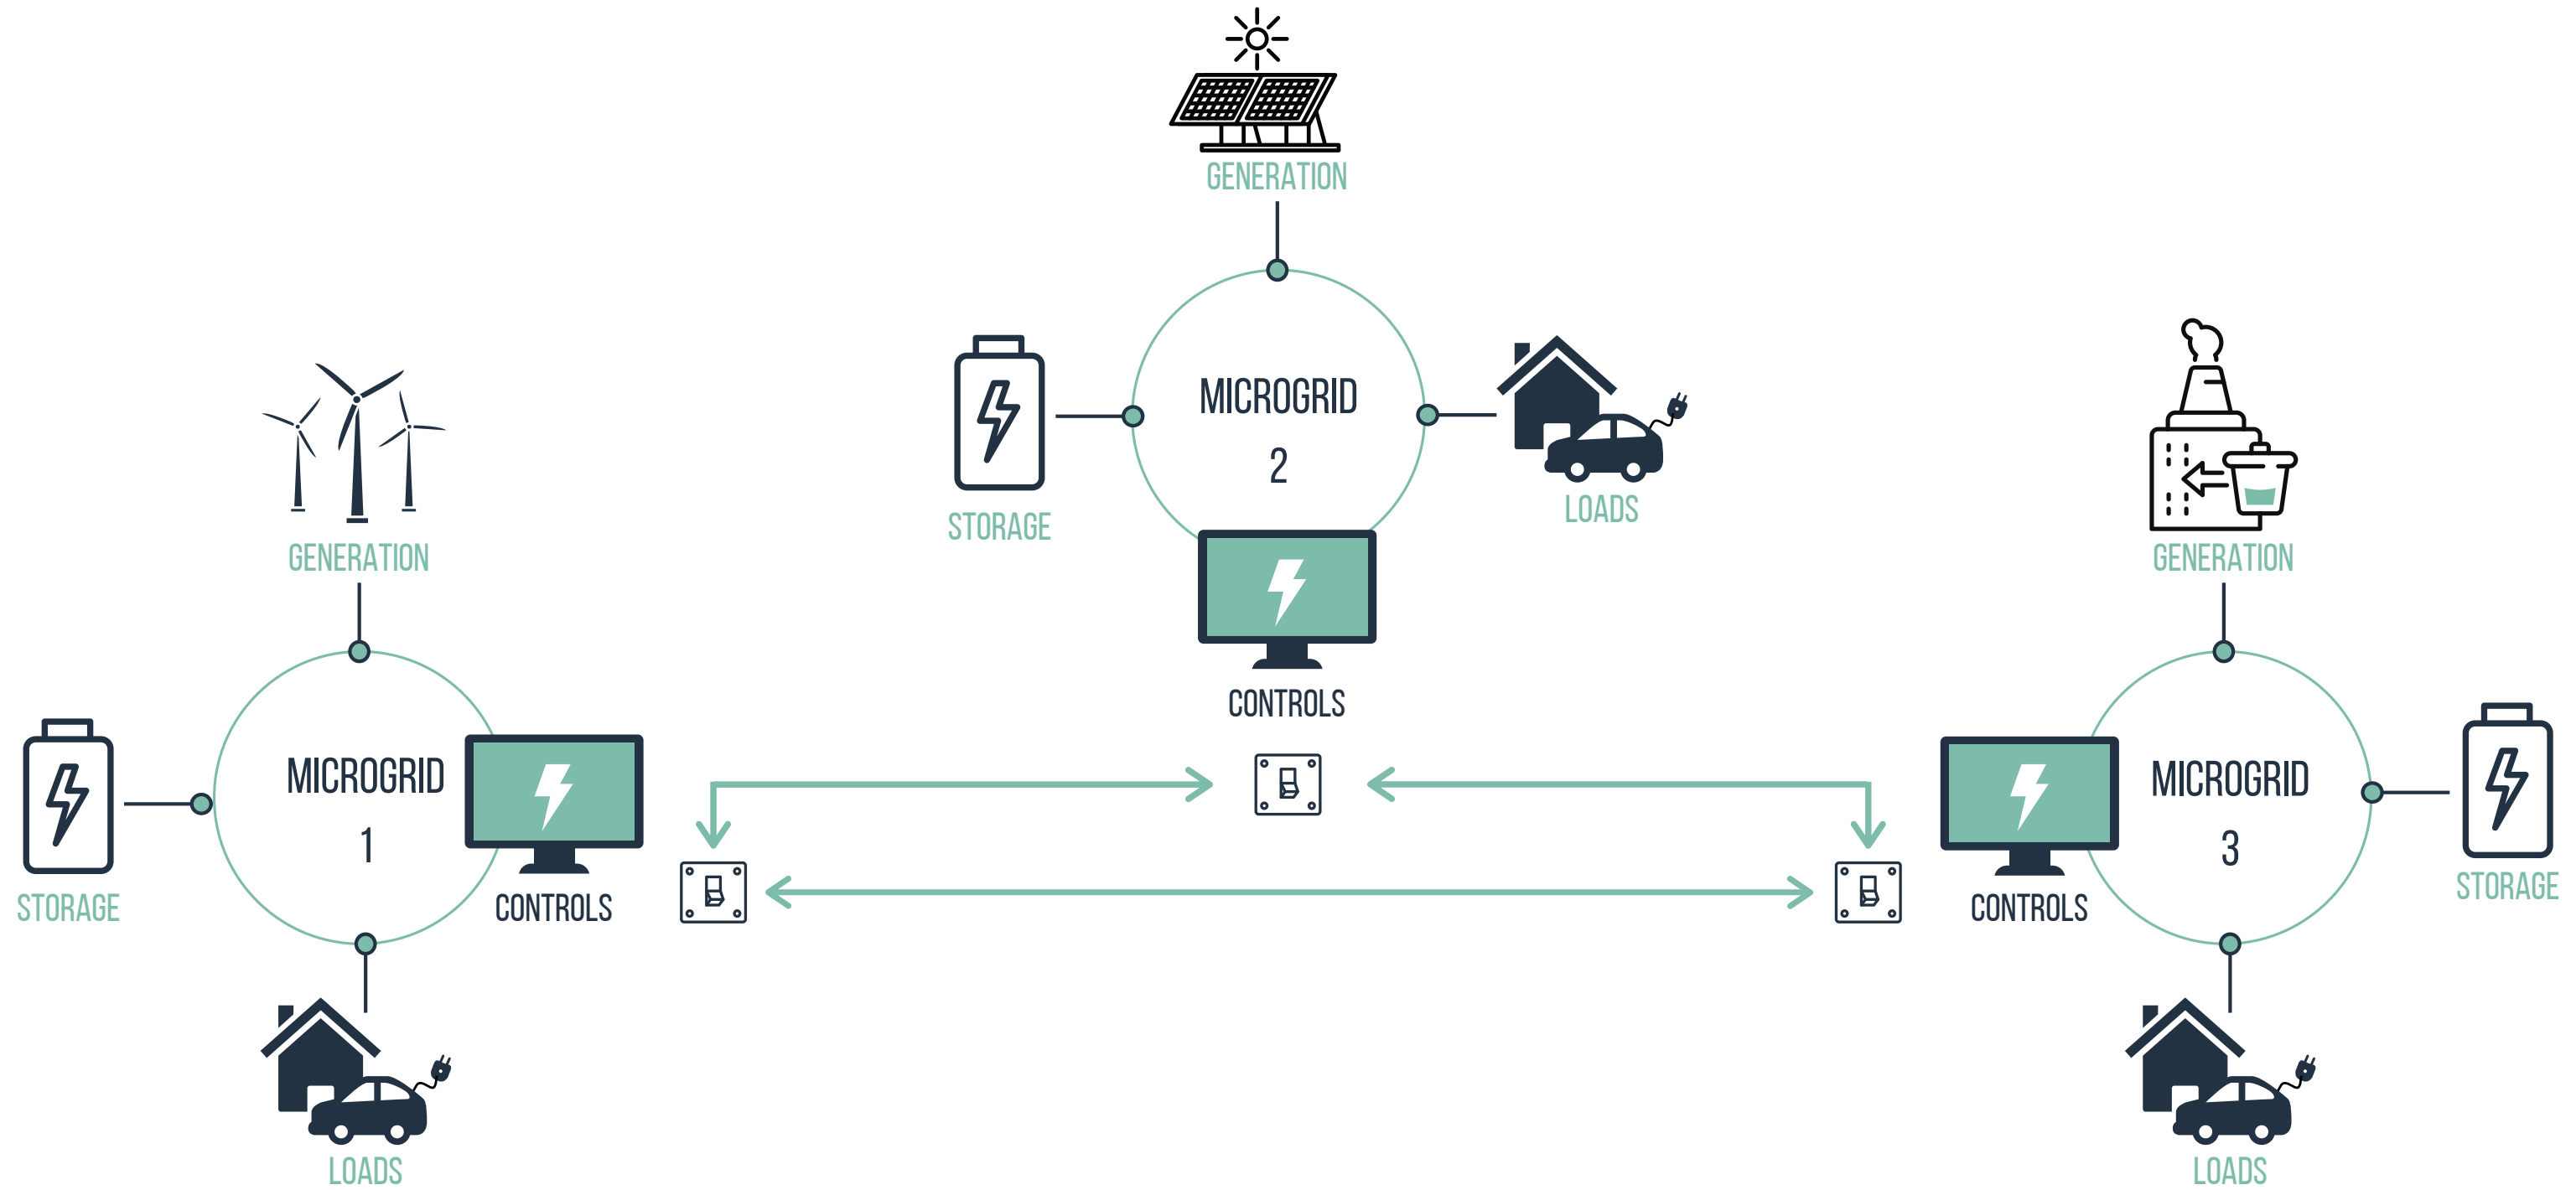 GENERATION
MICROGRID
2
STORAGE
LOADS
CONTROLS
GENERATION
MICROGRID
1
STORAGE
CONTROLS
LOADS
GENERATION
MICROGRID
3
CONTROLS
STORAGE
LOADS